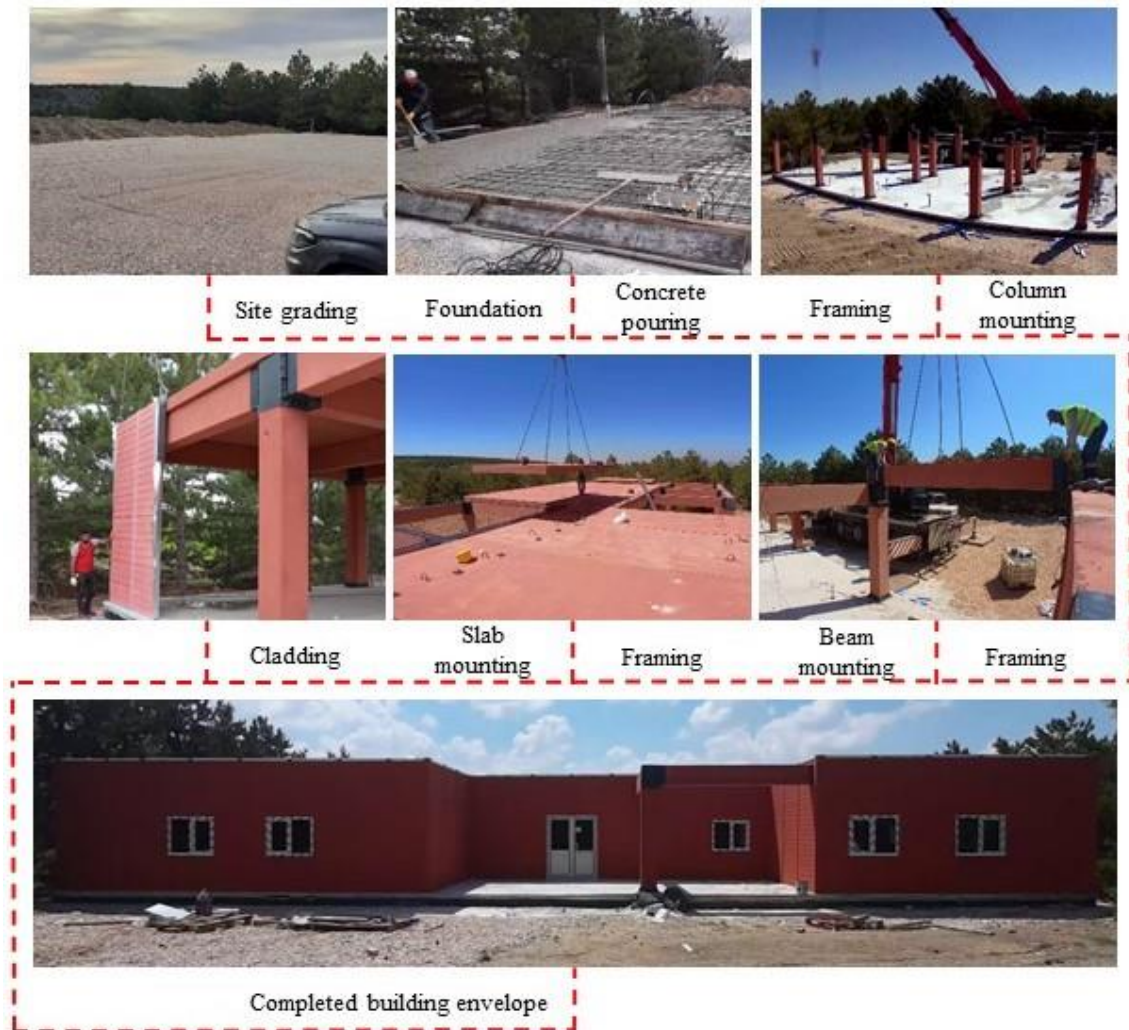 Site grading
Foundation
Concrete
pouring
Framing
Column
mounting
Cladding
Slab
mounting
Framing
Beam
mounting
Framing
Completed building envelope